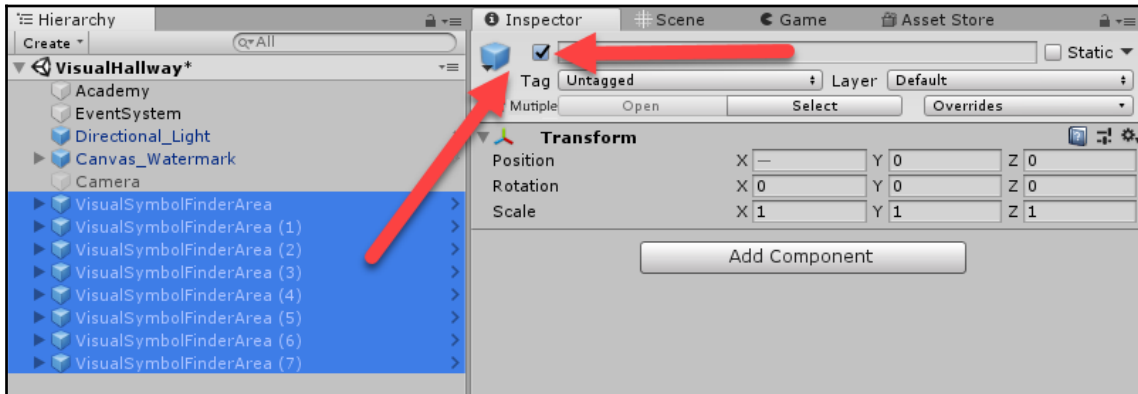 Hierarchy
Create
All
VisualHallway*
Academy
EventSystem
Directional_Light
Canvas_Watermark
Camera
VisualSymbolFinderArea
VisualSymbolFinderArea (1)
VisualSymbolFinderArea (2)
VisualSymbolFinderArea (3)
VisualSymbolFinderArea (4)
VisualSymbolFinderArea (5)
VisualSymbolFinderArea (6)
VisualSymbolFinderArea (7)
Inspector Scene Game Asset Store
Static
Tag Untagged Layer Default
Mutiple Open Select Overrides
Transform
Position X — Y 0 Z 0
Rotation X 0 Y 0 Z 0
Scale X 1 Y 1 Z 1
Add Component